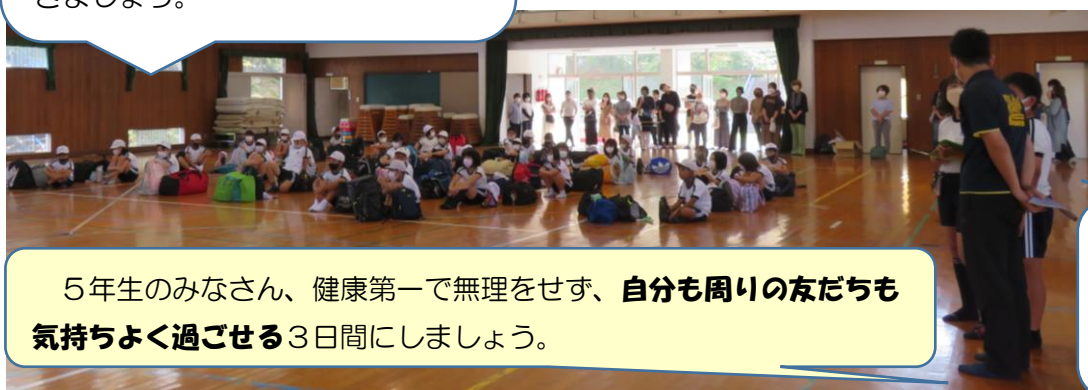 きましょう。
５年生のみなさん、健康第一で無理をせず、自分も周りの友だちも
気持ちよく過ごせる３日間にしましょう。